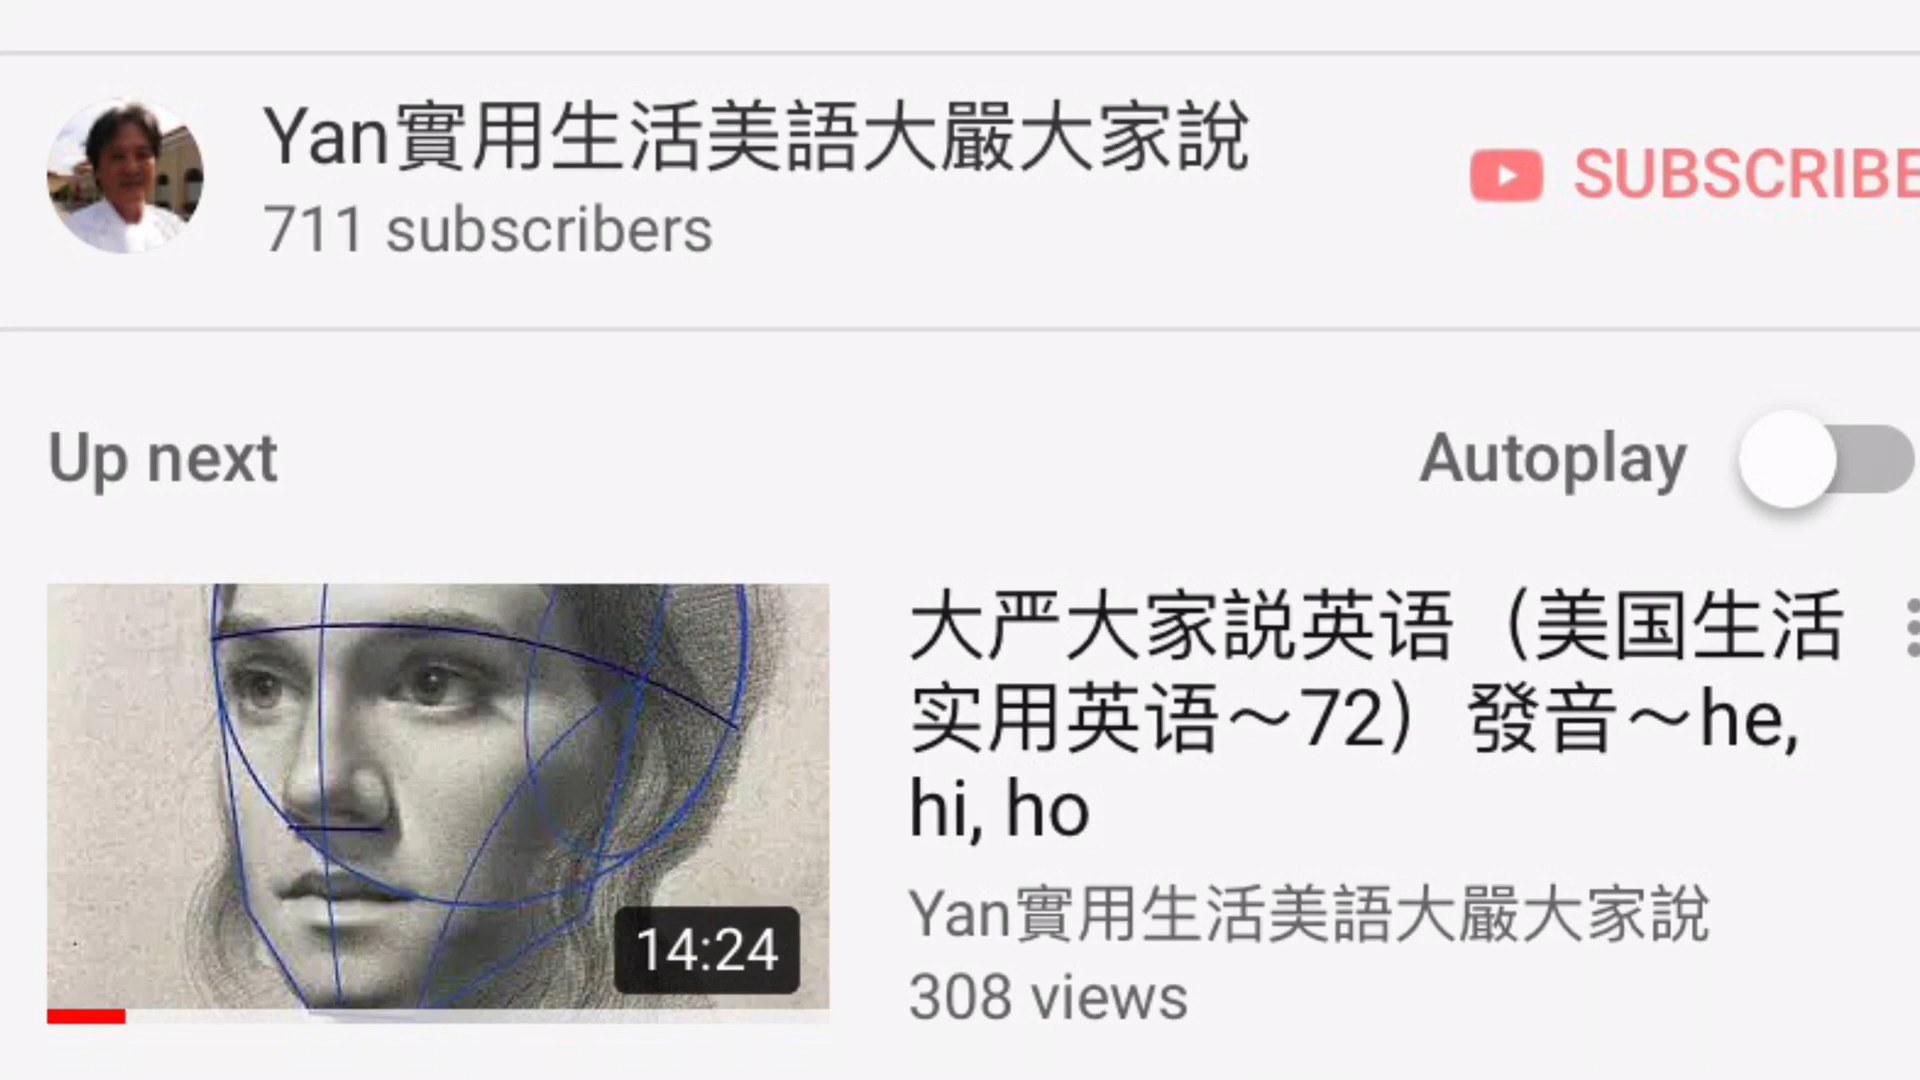 Yan實用生活美語大嚴大家說
711 subscribers
SUBSCRIBE
Up next
Autoplay
14:24
大严大家説英语（美国生活
实用英语～72）發音～he,
hi, ho
Yan實用生活美語大嚴大家說
308 views